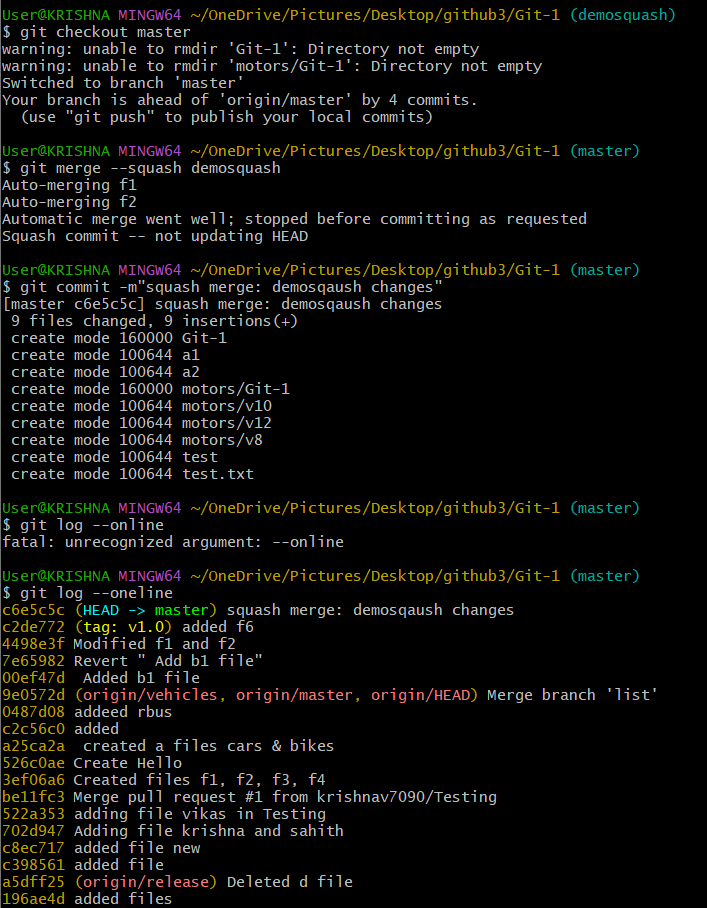 User@KRISHNA MINGW64 ~/OneDrive/Pictures/Desktop/github3/Git-1 (demosquash)
$ git checkout master
warning: unable to rmdir 'Git-1': Directory not empty
warning: unable to rmdir 'motors/Git-1': Directory not empty
Switched to branch 'master'
Your branch is ahead of 'origin/master' by 4 commits.
  (use "git push" to publish your local commits)
User@KRISHNA MINGW64 ~/OneDrive/Pictures/Desktop/github3/Git-1 (master)
$ git merge --squash demosquash
Auto-merging f1
Auto-merging f2
Automatic merge went well; stopped before committing as requested
Squash commit -- not updating HEAD
User@KRISHNA MINGW64 ~/OneDrive/Pictures/Desktop/github3/Git-1 (master)
$ git commit -m"squash merge: demosqaush changes"
[master c6e5c5c] squash merge: demosqaush changes
 9 files changed, 9 insertions(+)
 create mode 160000 Git-1
 create mode 100644 a1
 create mode 100644 a2
 create mode 160000 motors/Git-1
 create mode 100644 motors/v10
 create mode 100644 motors/v12
 create mode 100644 motors/v8
 create mode 100644 test
 create mode 100644 test.txt
User@KRISHNA MINGW64 ~/OneDrive/Pictures/Desktop/github3/Git-1 (master)
$ git log --online
fatal: unrecognized argument: --online
User@KRISHNA MINGW64 ~/OneDrive/Pictures/Desktop/github3/Git-1 (master)
$ git log --oneline
c6e5c5c (HEAD -> master) squash merge: demosqaush changes
c2de772 (tag: v1.0) added f6
4498e3f Modified f1 and f2
7e65982 Revert " Add b1 file"
00ef47d  Added b1 file
9e0572d (origin/vehicles, origin/master, origin/HEAD) Merge branch 'list'
0487d08 addeed rbus
c2c56c0 added
a25ca2a  created a files cars & bikes
526c0ae Create Hello
3ef06a6 Created files f1, f2, f3, f4
be11fc3 Merge pull request #1 from krishnav7090/Testing
522a353 adding file vikas in Testing
702d947 Adding file krishna and sahith
c8ec717 added file new
c398561 added file
a5dff25 (origin/release) Deleted d file
196ae4d added files